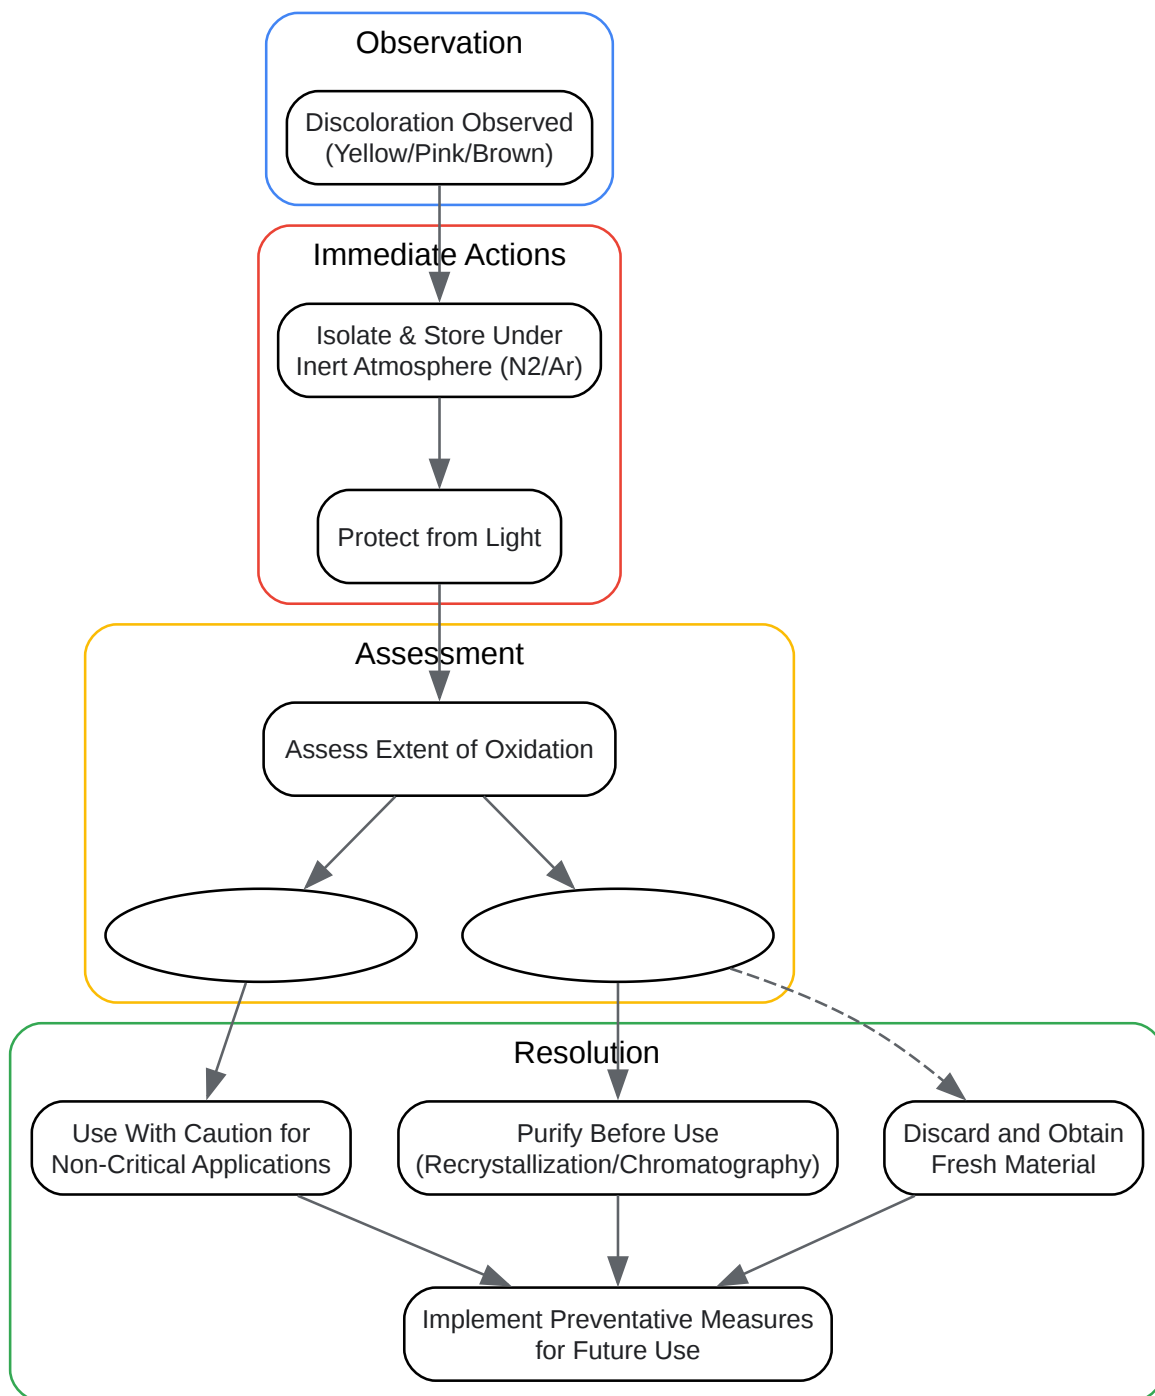 Observation
Discoloration Observed
(Yellow/Pink/Brown)
Immediate Actions
Isolate & Store Under
Inert Atmosphere (N2/Ar)
Protect from Light
Assessment
Assess Extent of Oxidation
Resolution
Use With Caution for
Non-Critical Applications
Purify Before Use
(Recrystallization/Chromatography)
Discard and Obtain
Fresh Material
Implement Preventative Measures
for Future Use